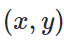 (x, y)